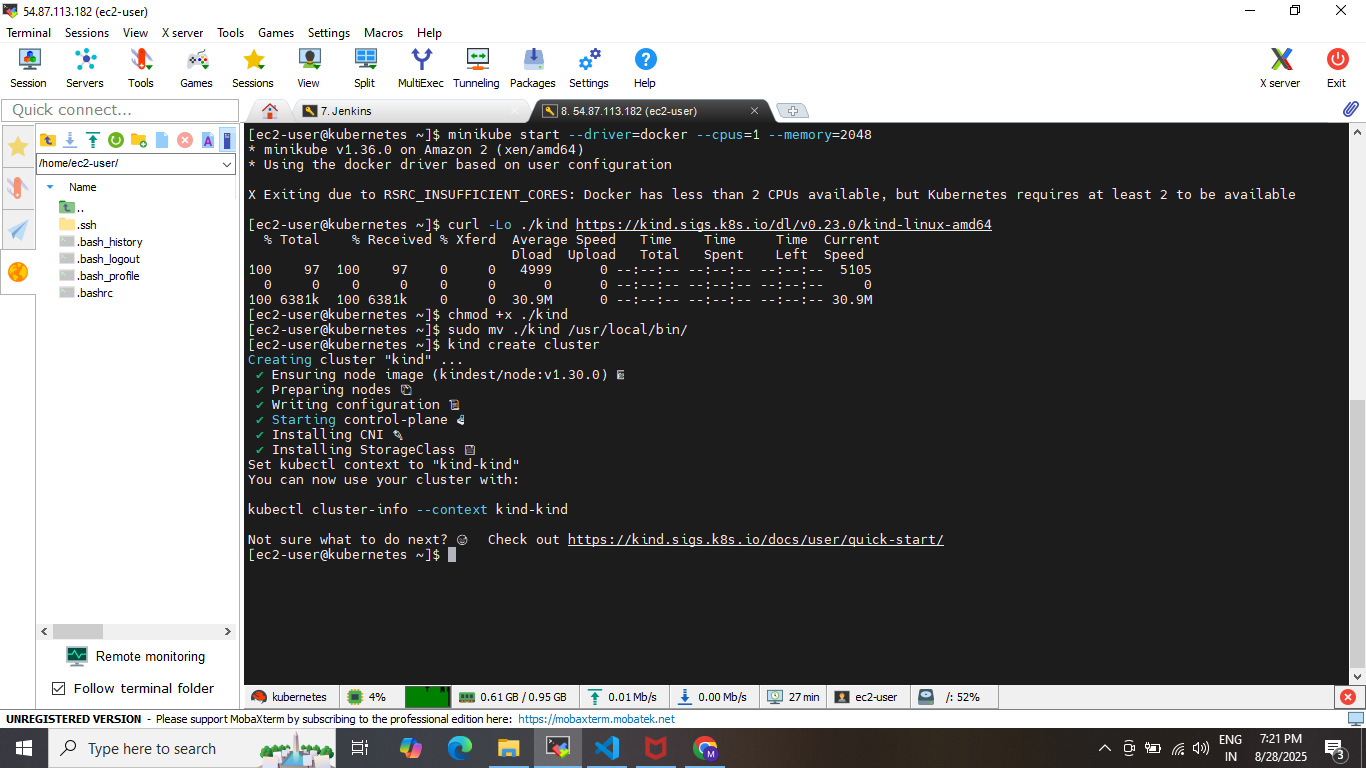 54.87.113.182 (ec2-user)
Terminal Sessions View X server Tools Games Settings Macros Help
Session Servers Tools Games Sessions View Split MultiExec Tunneling Packages Settings Help X server Exit
Quick connect...
7. Jenkins
8. 54.87.113.182 (ec2-user)
/home/ec2-user/
Name
..
.ssh
.bash_history
.bash_logout
.bash_profile
.bashrc
Remote monitoring
Follow terminal folder
[ec2-user@kubernetes ~]$ minikube start --driver=docker --cpus=1 --memory=2048
* minikube v1.36.0 on Amazon 2 (xen/amd64)
* Using the docker driver based on user configuration
X Exiting due to RSRC_INSUFFICIENT_CORES: Docker has less than 2 CPUs available, but Kubernetes requires at least 2 to be available
[ec2-user@kubernetes ~]$ curl -Lo ./kind https://kind.sigs.k8s.io/dl/v0.23.0/kind-linux-amd64
% Total % Received % Xferd Average Speed Time Time Time Current
Dload Upload Total Spent Left Speed
100 97 100 97 0 0 4999 0 --:--:-- --:--:-- --:--:-- 5105
0 0 0 0 0 0 0 0 --:--:-- --:--:-- --:--:-- 0
100 6381k 100 6381k 0 0 30.9M 0 --:--:-- --:--:-- --:--:-- 30.9M
[ec2-user@kubernetes ~]$ chmod +x ./kind
[ec2-user@kubernetes ~]$ sudo mv ./kind /usr/local/bin/
[ec2-user@kubernetes ~]$ kind create cluster
Creating cluster "kind" ...
✓ Ensuring node image (kindest/node:v1.30.0)
✓ Preparing nodes
✓ Writing configuration
✓ Starting control-plane
✓ Installing CNI
✓ Installing StorageClass
Set kubectl context to "kind-kind"
You can now use your cluster with:
kubectl cluster-info --context kind-kind
Not sure what to do next? Check out https://kind.sigs.k8s.io/docs/user/quick-start/
[ec2-user@kubernetes ~]$
kubernetes 4% 0.61 GB / 0.95 GB 0.01 Mb/s 0.00 Mb/s 27 min ec2-user /: 52%
UNREGISTERED VERSION - Please support MobaXterm by subscribing to the professional edition here: https://mobaxterm.mobatek.net
Type here to search
ENG
IN
7:21 PM
8/28/2025
3